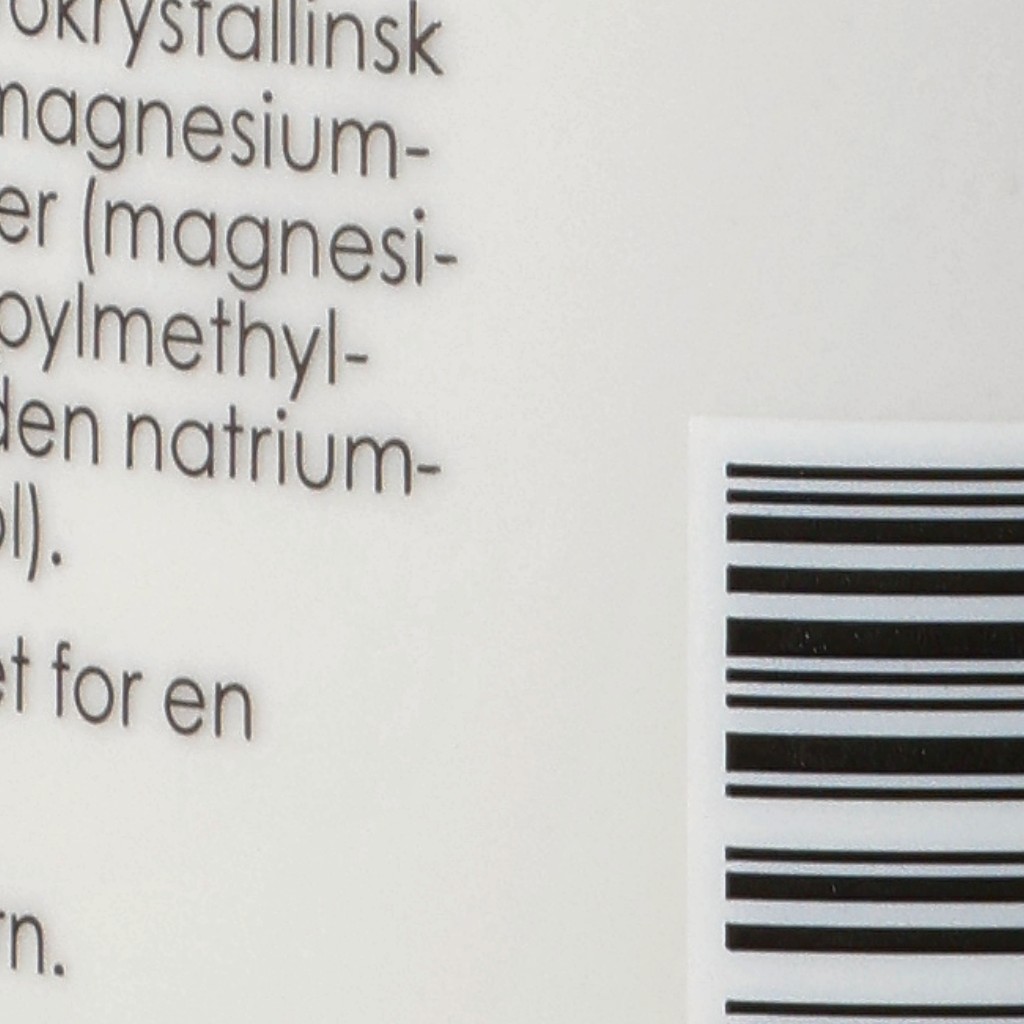 okrystallinsk
magnesium-
er (magnesi-
oylmethyl-
den natrium-
ol).
et for en
rn.